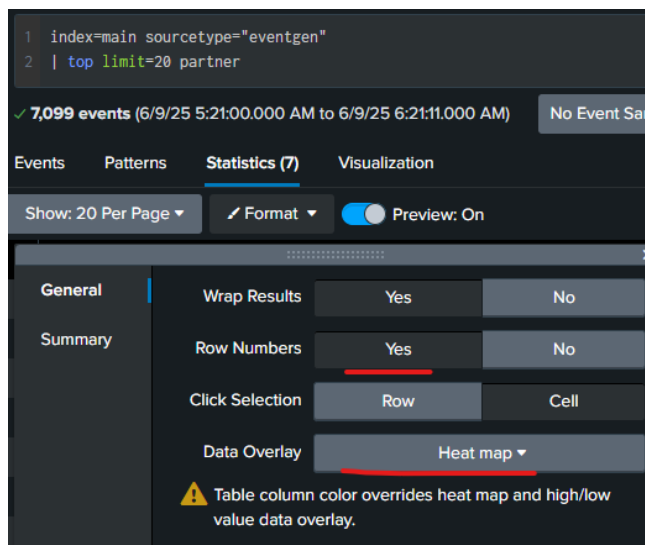 1 index=main sourcetype="eventgen"
2 | top limit=20 partner
✓ 7,099 events (6/9/25 5:21:00.000 AM to 6/9/25 6:21:11.000 AM) No Event Sa
Events Patterns Statistics (7) Visualization
Show: 20 Per Page ▾ Format ▾ Preview: On
General Wrap Results Yes No
Summary Row Numbers Yes No
Click Selection Row Cell
Data Overlay Heat map ▾
Table column color overrides heat map and high/low
value data overlay.